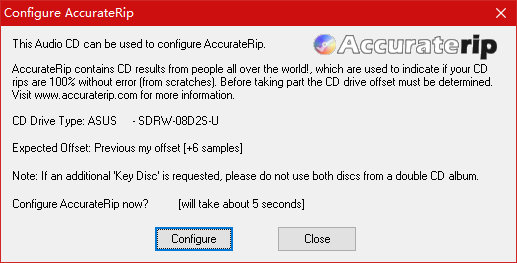 Configure AccurateRip
This Audio CD can be used to configure AccurateRip.
Accuraterip
AccurateRip contains CD results from people all over the world!, which are used to indicate if your CD
rips are 100% without error (from scratches). Before taking part the CD drive offset must be determined.
Visit www.accuraterip.com for more information.
CD Drive Type: ASUS - SDRW-08D2S-U
Expected Offset: Previous my offset [+6 samples]
Note: If an additional 'Key Disc' is requested, please do not use both discs from a double CD album.
Configure AccurateRip now? [will take about 5 seconds]
Configure
Close